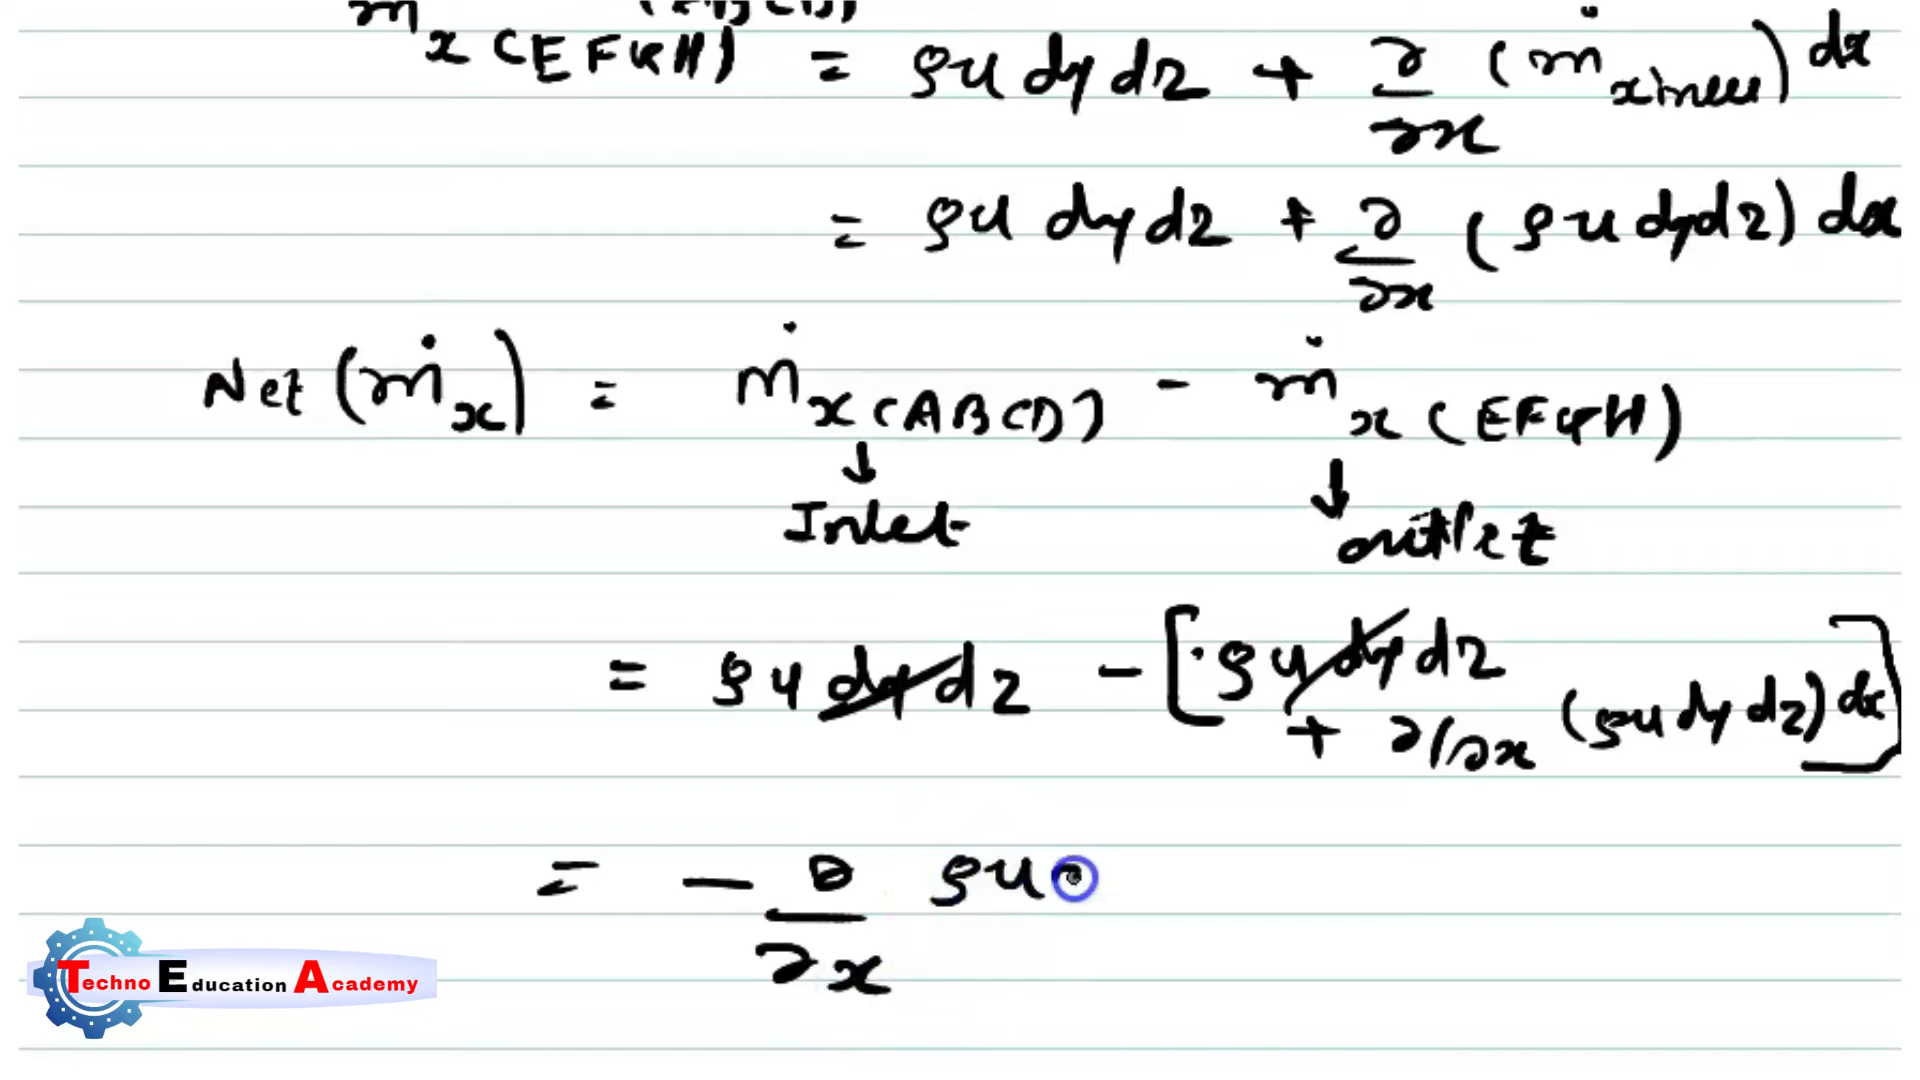 ṁx (ABCD)
x(EFGH) = ρu dy dz + ∂/∂x (ṁx inlet) dx
= ρu dy dz + ∂/∂x (ρu dy dz) dx
Net (ṁx) = ṁx(ABCD) - ṁx(EFGH)
↓ Inlet ↓ outlet
= ρu dy dz - [ρu dy dz
+ ∂/∂x (ρu dy dz) dx]
= - ∂/∂x ρu
Techno Education Academy